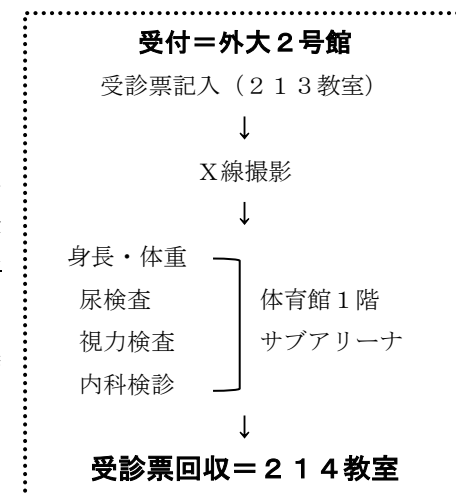 受付＝外大２号館
受診票記入（２１３教室）
↓
Ｘ線撮影
↓
身長・体重
尿検査 体育館１階
視力検査 サブアリーナ
内科検診
↓
受診票回収＝２１４教室